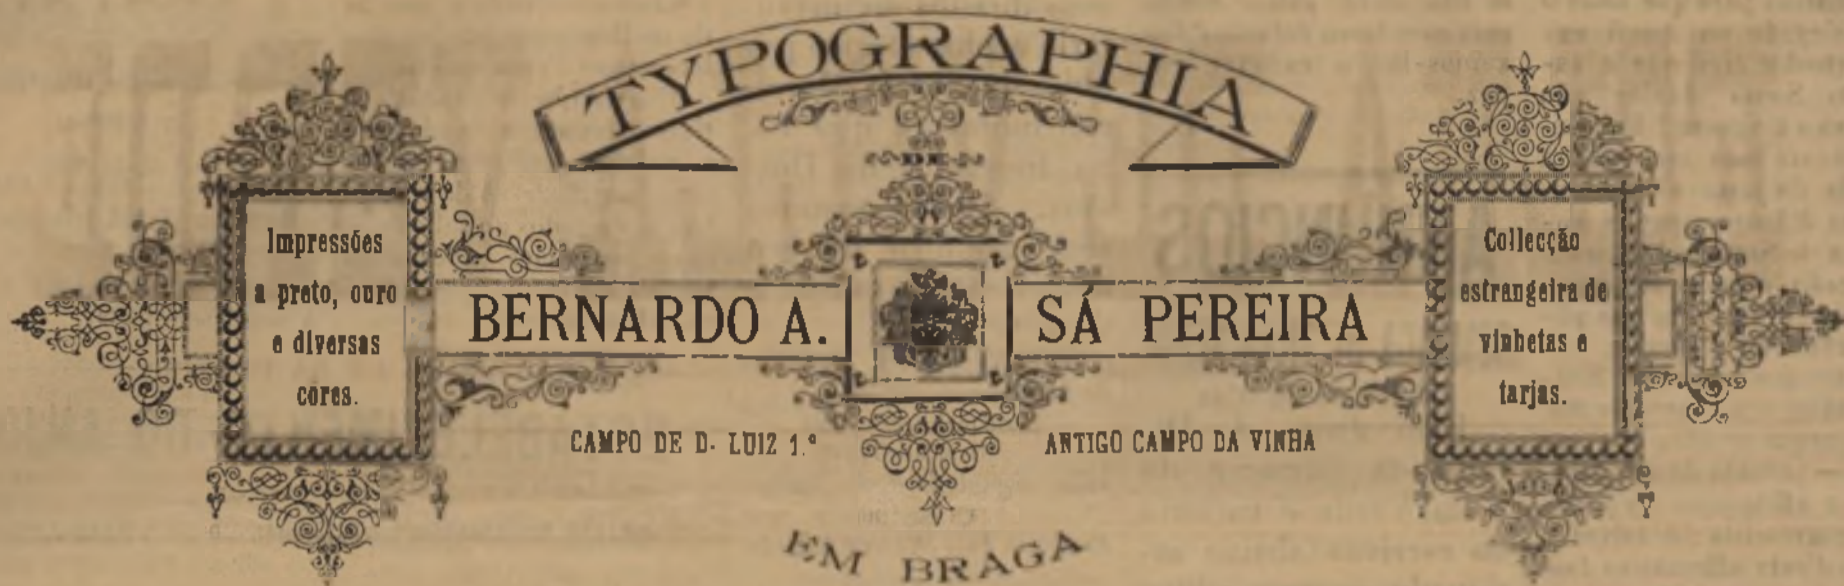 TYPOGRAPHIA
DE
Impressões
a preto, ouro
e diversas
cores.
BERNARDO A. SÁ PEREIRA
Collecção
estrangeira de
vinhetas e
tarjas.
CAMPO DE D. LUIZ 1.º
ANTIGO CAMPO DA VINHA
EM BRAGA